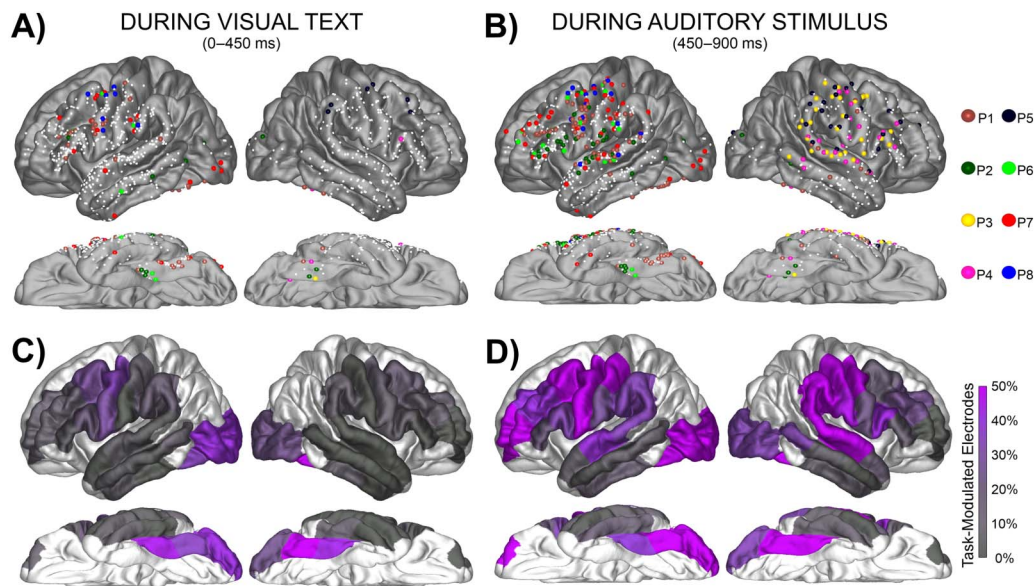 A)
DURING VISUAL TEXT
(0–450 ms)
B)
DURING AUDITORY STIMULUS
(450–900 ms)
P1 P5
P2 P6
P3 P7
P4 P8
C)
D)
Task-Modulated Electrodes
50%
40%
30%
20%
10%
0%